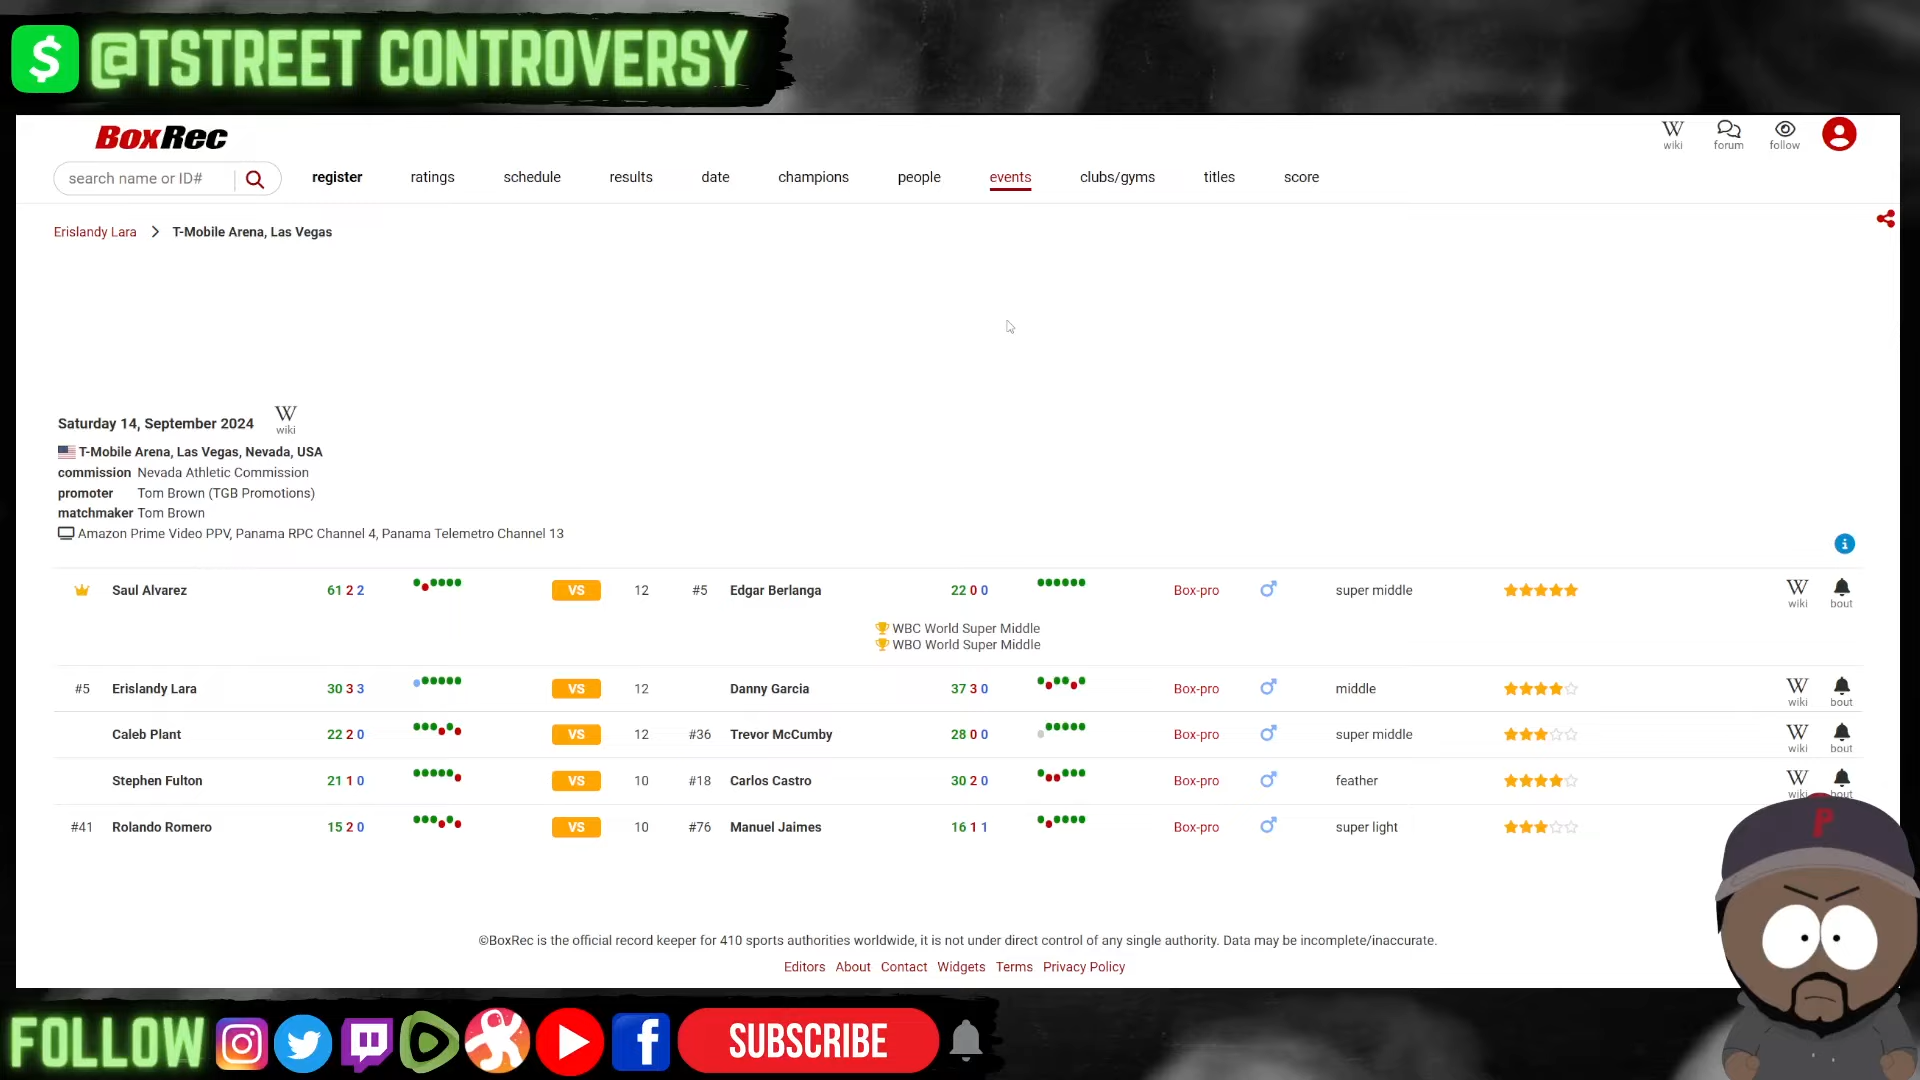 $ @TSTREET CONTROVERSY
BoxRec
W wiki forum follow
search name or ID# register ratings schedule results date champions people events clubs/gyms titles score
Erislandy Lara > T-Mobile Arena, Las Vegas
Saturday 14, September 2024 W wiki
T-Mobile Arena, Las Vegas, Nevada, USA
commission Nevada Athletic Commission
promoter Tom Brown (TGB Promotions)
matchmaker Tom Brown
Amazon Prime Video PPV, Panama RPC Channel 4, Panama Telemetro Channel 13
i
Saul Alvarez 61 2 2 VS 12 #5 Edgar Berlanga 22 0 0 Box-pro super middle W wiki bout
WBC World Super Middle
WBO World Super Middle
#5 Erislandy Lara 30 3 3 VS 12 Danny Garcia 37 3 0 Box-pro middle W wiki bout
Caleb Plant 22 2 0 VS 12 #36 Trevor McCumby 28 0 0 Box-pro super middle W wiki bout
Stephen Fulton 21 1 0 VS 10 #18 Carlos Castro 30 2 0 Box-pro feather W wiki bout
#41 Rolando Romero 15 2 0 VS 10 #76 Manuel Jaimes 16 1 1 Box-pro super light
P
©BoxRec is the official record keeper for 410 sports authorities worldwide, it is not under direct control of any single authority. Data may be incomplete/inaccurate.
Editors About Contact Widgets Terms Privacy Policy
FOLLOW f SUBSCRIBE